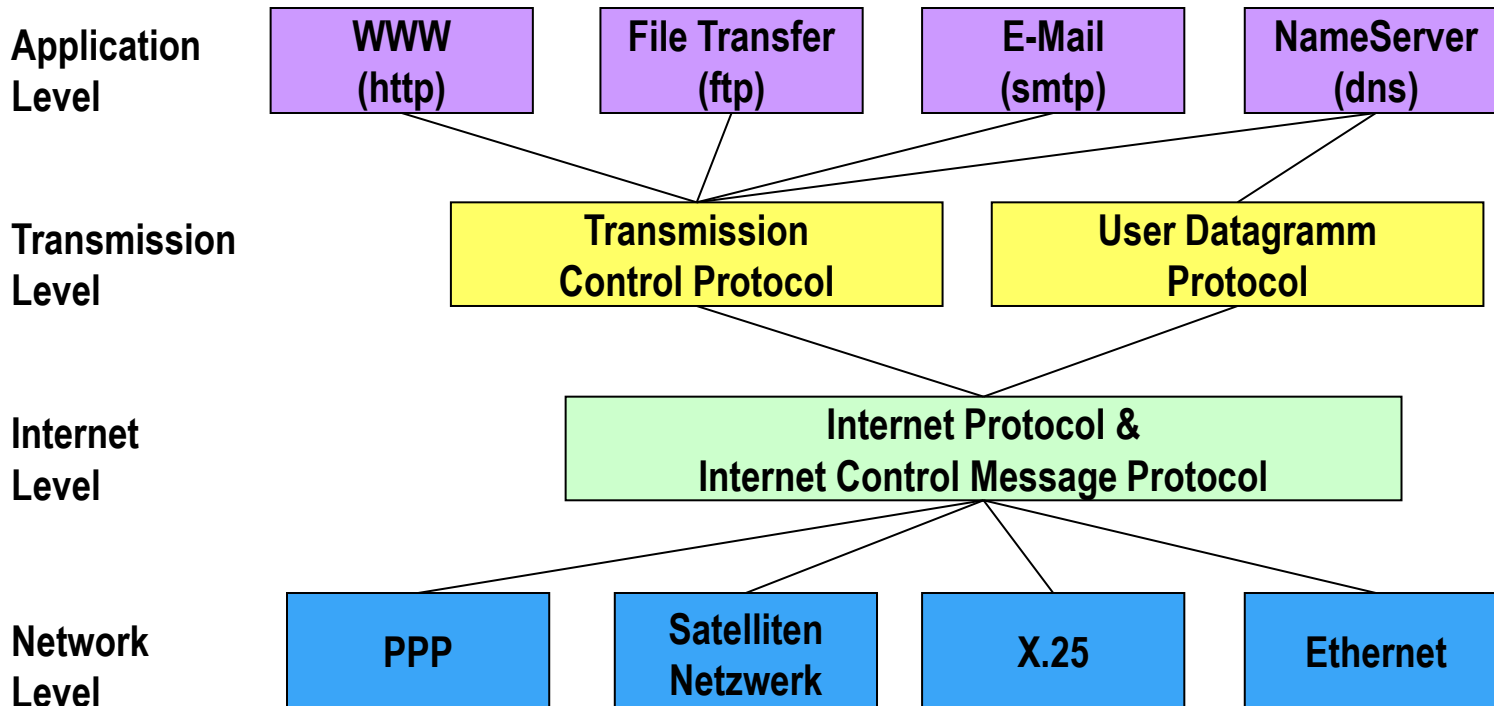 Application
Level
WWW
(http)
File Transfer
(ftp)
E-Mail
(smtp)
NameServer
(dns)
Transmission
Level
Transmission
Control Protocol
User Datagramm
Protocol
Internet
Level
Internet Protocol &
Internet Control Message Protocol
Network
Level
PPP
Satelliten
Netzwerk
X.25
Ethernet